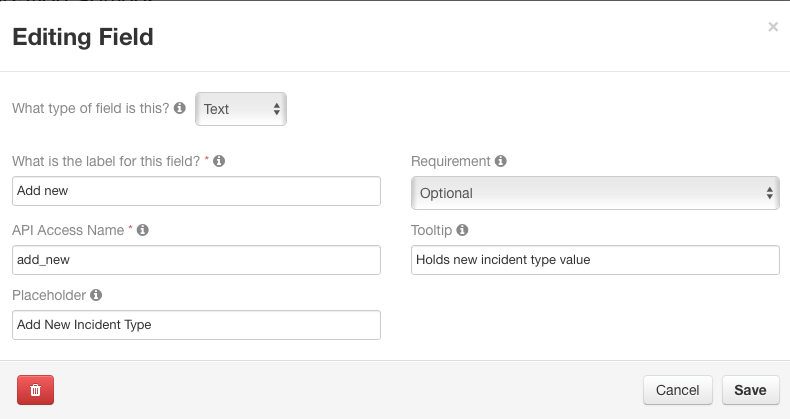 Editing Field
×
What type of field is this? Text
What is the label for this field? * Requirement
Add new Optional
API Access Name * Tooltip
add_new Holds new incident type value
Placeholder
Add New Incident Type
Cancel Save